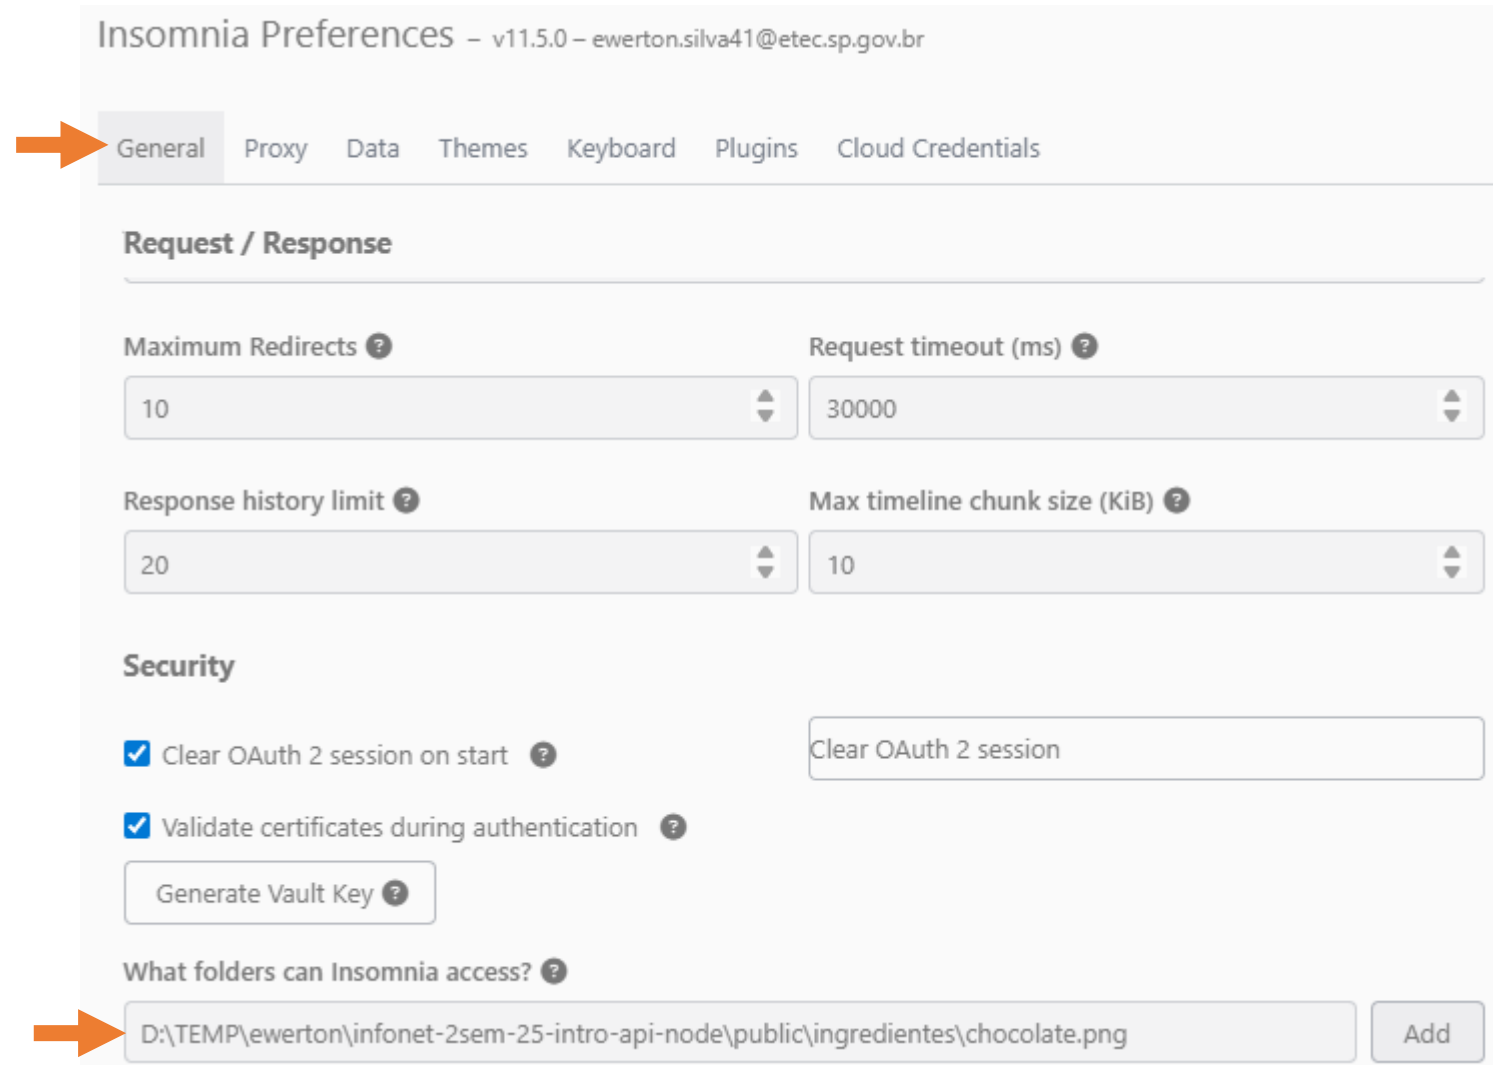 Insomnia Preferences – v11.5.0 – ewerton.silva41@etec.sp.gov.br
General Proxy Data Themes Keyboard Plugins Cloud Credentials
Request / Response
Maximum Redirects ? Request timeout (ms) ?
10 30000
Response history limit ? Max timeline chunk size (KiB) ?
20 10
Security
Clear OAuth 2 session on start ? Clear OAuth 2 session
Validate certificates during authentication ?
Generate Vault Key ?
What folders can Insomnia access? ?
D:\TEMP\ewerton\infonet-2sem-25-intro-api-node\public\ingredientes\chocolate.png Add